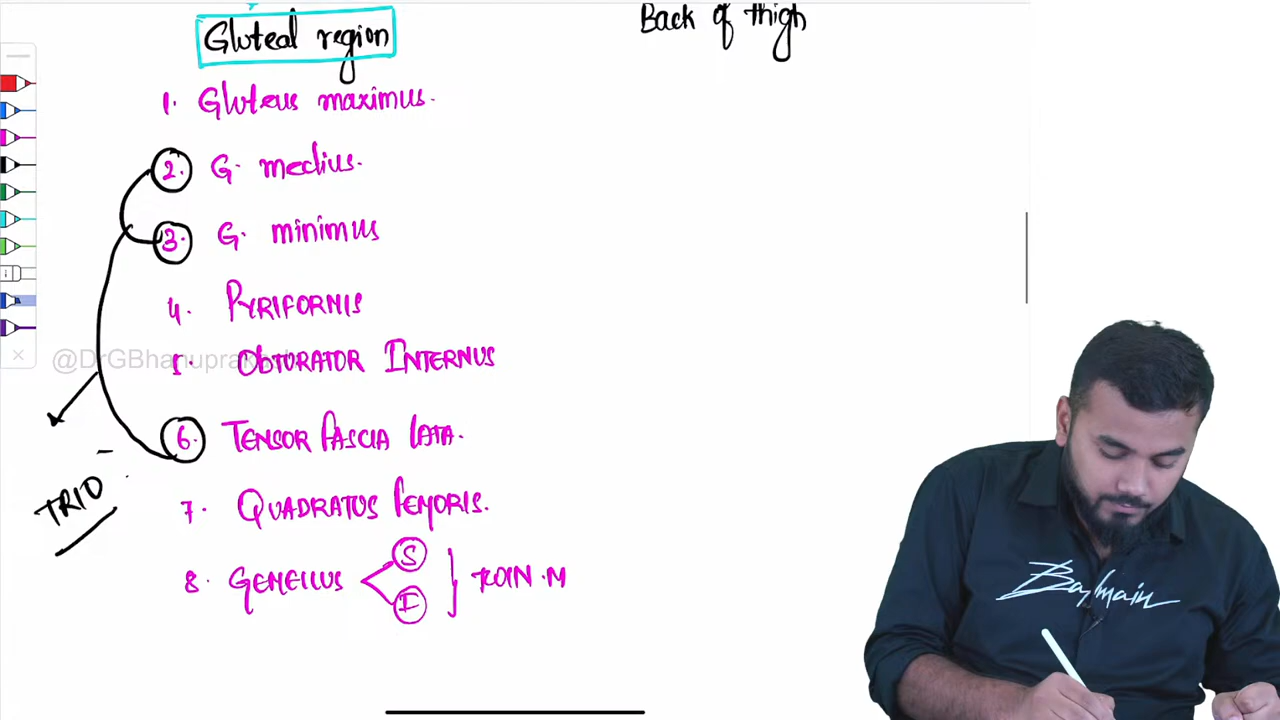 Gluteal region
Back of thigh
1. Gluteus maximus.
2. G. medius.
3. G. minimus
4. PYRIFORMIS
@DrGBhanuprakash
5. OBTURATOR INTERNUS
6. TENSOR FASCIA LATA.
TRIO
7. QUADRATUS FEMORIS.
8. GEMELLUS
S
I
M
Balmain